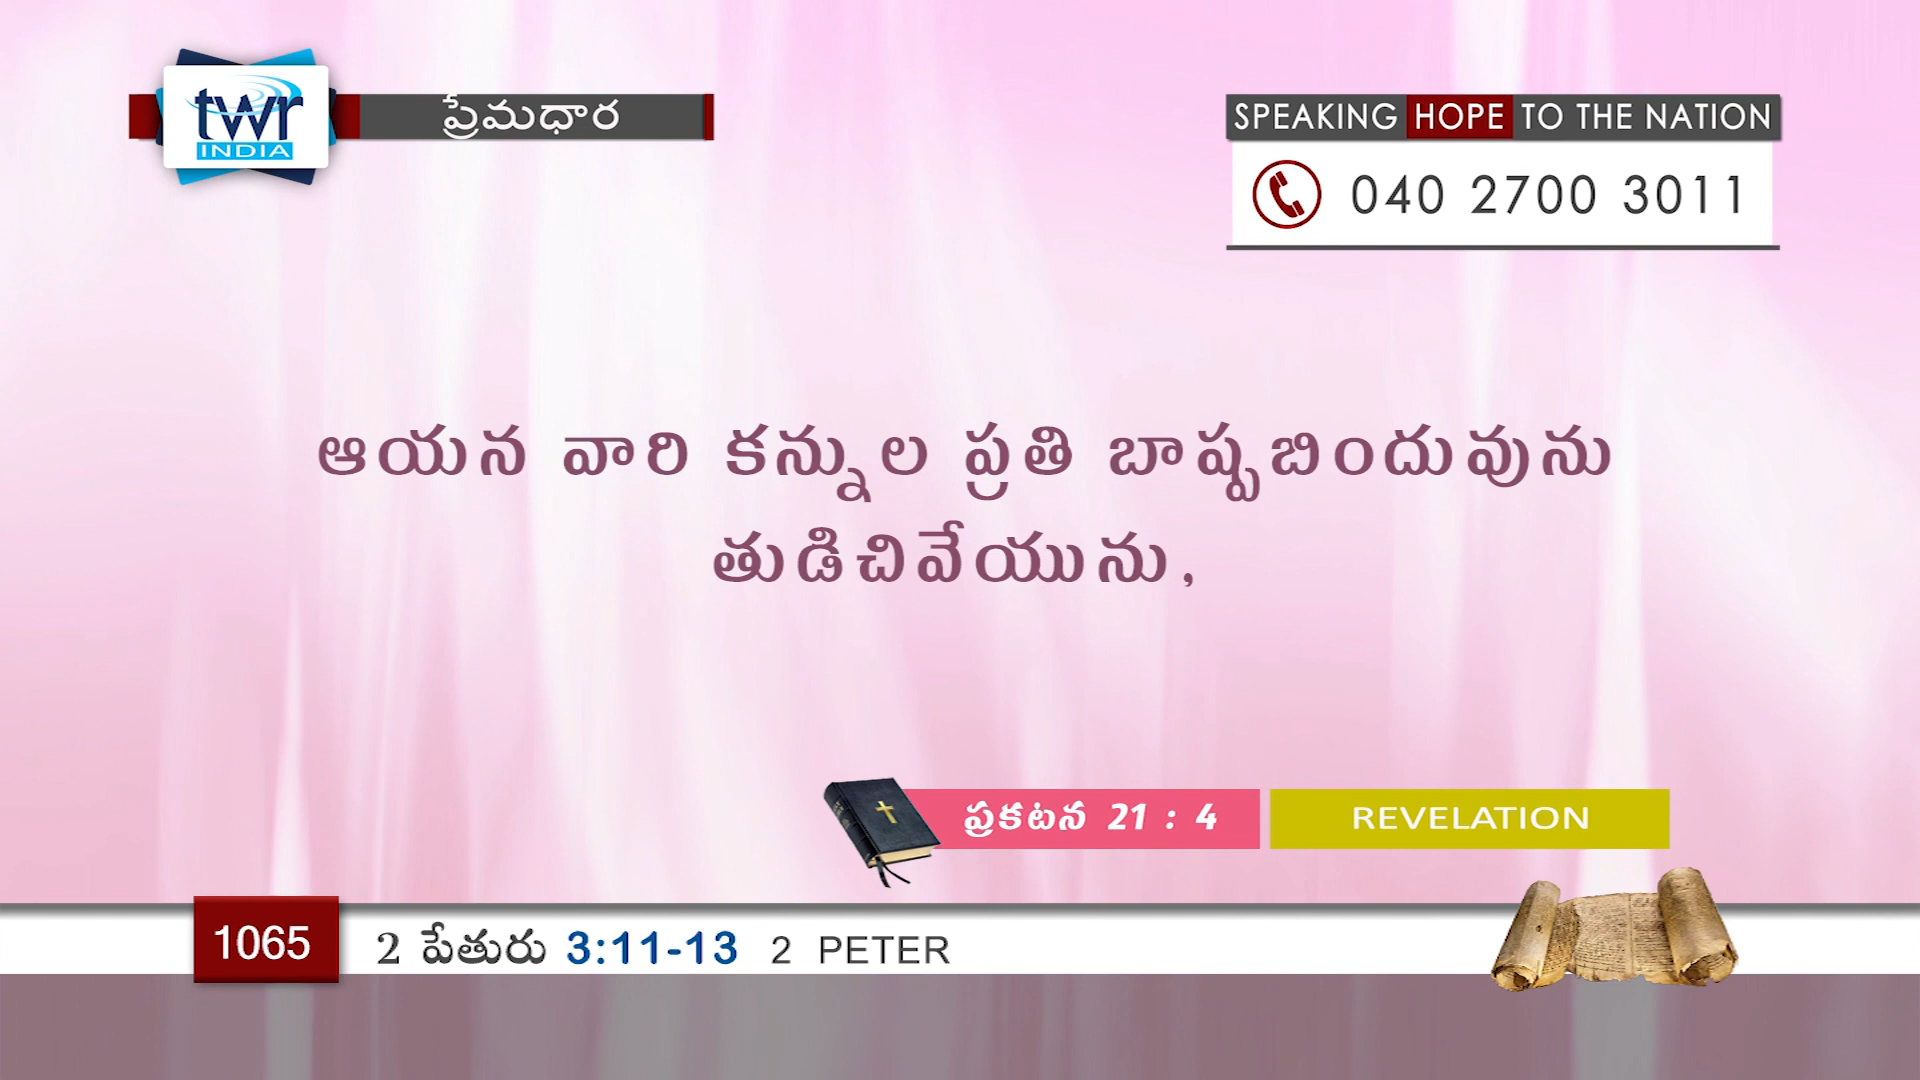 twr
INDIA
ప్రేమధార
SPEAKING HOPE TO THE NATION
040 2700 3011
ఆయన వారి కన్నుల ప్రతి బాష్పబిందువును
తుడిచివేయును,
ప్రకటన 21 : 4
REVELATION
1065
2 పేతురు 3:11-13 2 PETER